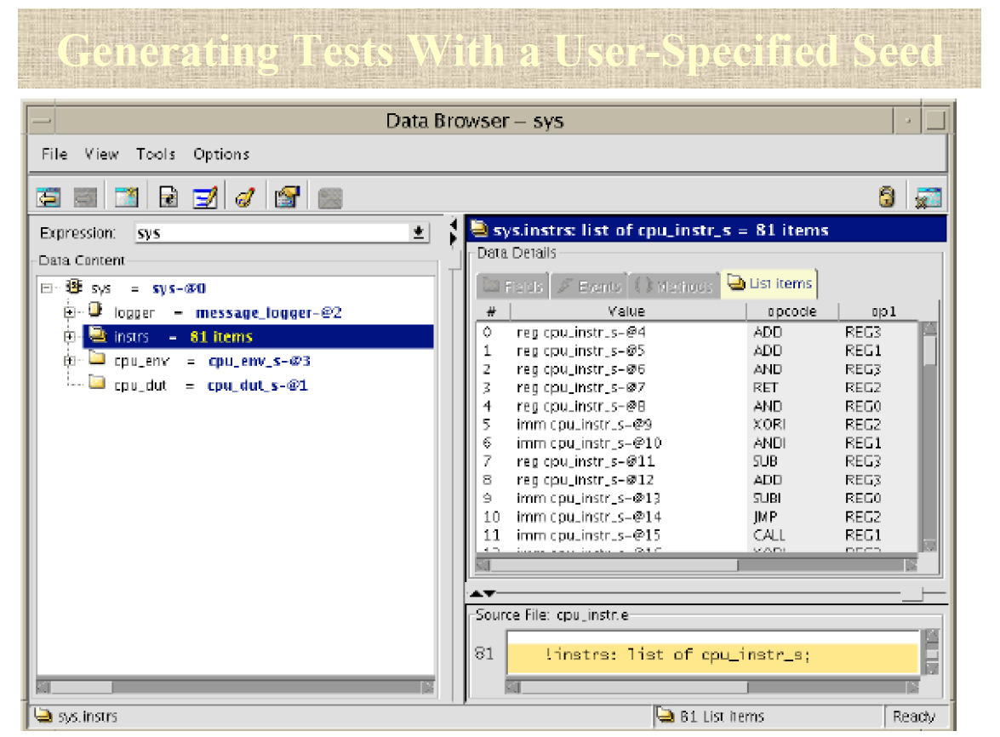 Generating Tests With a User-Specified Seed
Data Browser – sys
File View Tools Options
Expression: sys
Data Content
sys = sys-@0
logger = message_logger-@2
instrs = 81 items
cpu_env = cpu_env_s-@3
cpu_dut = cpu_dut_s-@1
sys.instrs: list of cpu_instr_s = 81 items
Data Details
Fields Events Methods List items
# Value opcode op1
0 reg cpu_instr_s-@4 ADD REG3
1 reg cpu_instr_s-@5 ADD REG1
2 reg cpu_instr_s-@6 AND REG3
3 reg cpu_instr_s-@7 RET REG2
4 reg cpu_instr_s-@8 AND REG0
5 imm cpu_instr_s-@9 XORI REG2
6 imm cpu_instr_s-@10 ANDI REG1
7 reg cpu_instr_s-@11 SUB REG3
8 reg cpu_instr_s-@12 ADD REG3
9 imm cpu_instr_s-@13 SUBI REG0
10 imm cpu_instr_s-@14 JMP REG2
11 imm cpu_instr_s-@15 CALL REG1
Source File: cpu_instr.e
81 !instrs: list of cpu_instr_s;
sys.instrs
81 List items
Ready